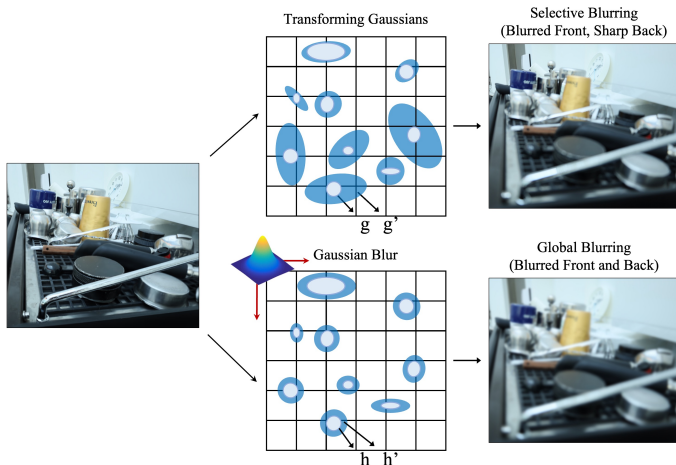 Transforming Gaussians
Selective Blurring
(Blurred Front, Sharp Back)
g g'
Gaussian Blur
Global Blurring
(Blurred Front and Back)
h h'